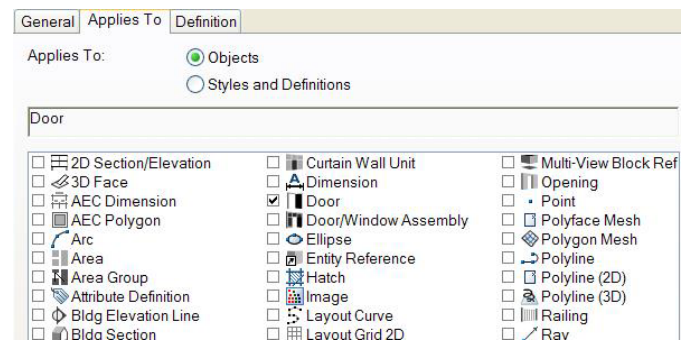 General Applies To Definition
Applies To: Objects
Styles and Definitions
Door
2D Section/Elevation Curtain Wall Unit Multi-View Block Ref
3D Face Dimension Opening
AEC Dimension Door Point
AEC Polygon Door/Window Assembly Polyface Mesh
Arc Ellipse Polygon Mesh
Area Entity Reference Polyline
Area Group Hatch Polyline (2D)
Attribute Definition Image Polyline (3D)
Bldg Elevation Line Layout Curve Railing
Bldg Section Layout Grid 2D Ray